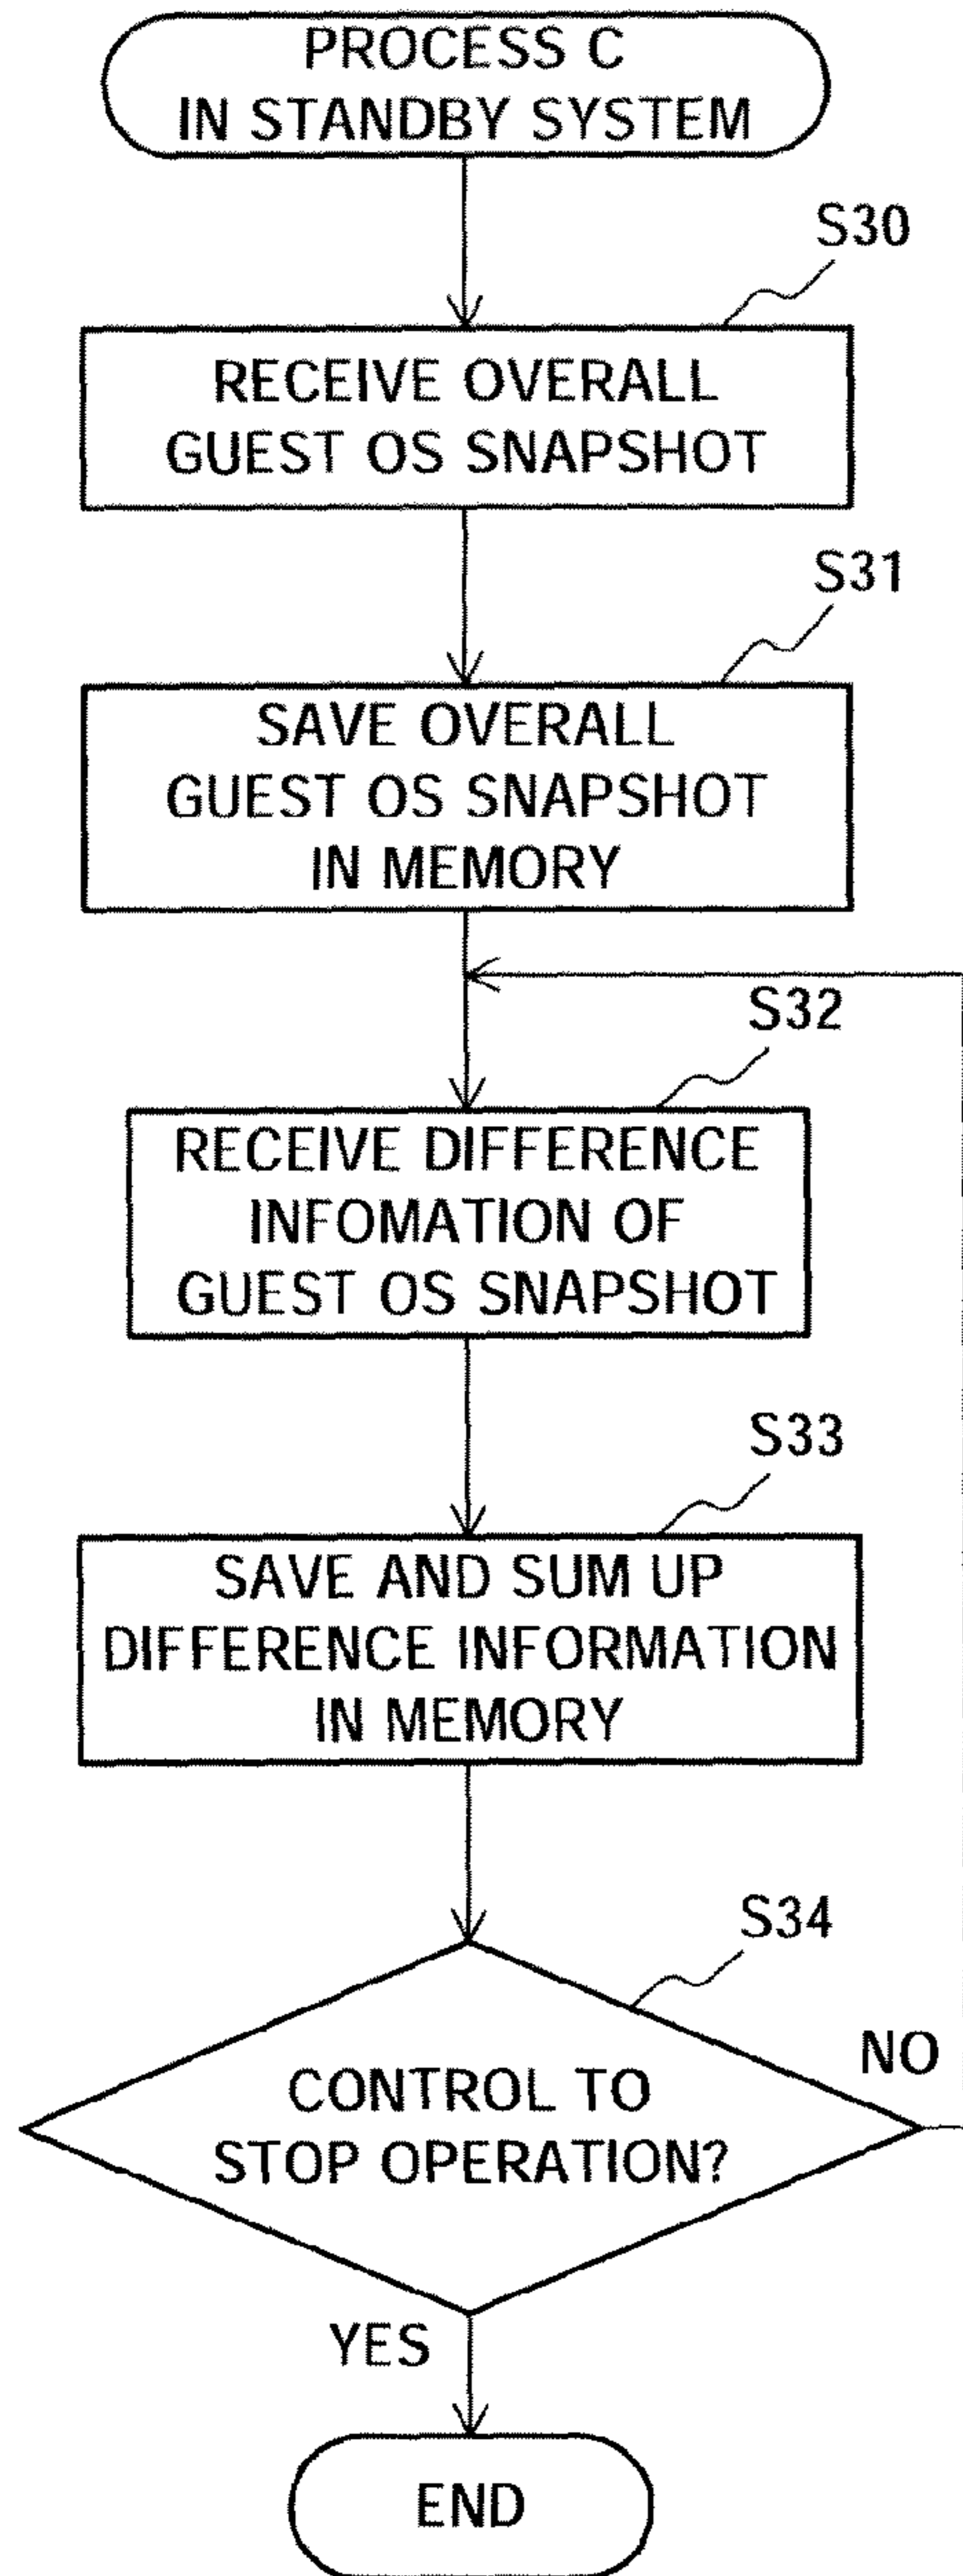 PROCESS C
IN STANDBY SYSTEM
S30
RECEIVE OVERALL
GUEST OS SNAPSHOT
S31
SAVE OVERALL
GUEST OS SNAPSHOT
IN MEMORY
S32
RECEIVE DIFFERENCE
INFOMATION OF
GUEST OS SNAPSHOT
S33
SAVE AND SUM UP
DIFFERENCE INFORMATION
IN MEMORY
S34
NO
CONTROL TO
STOP OPERATION?
YES
END